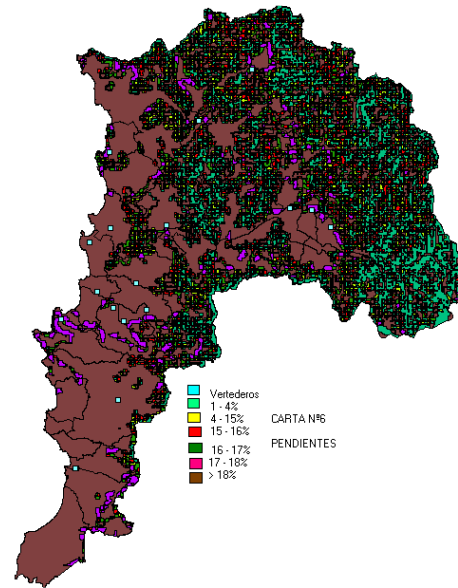 Vertederos
1 - 4%
4 - 15%
15 - 16%
16 - 17%
17 - 18%
> 18%
CARTA Nº6
PENDIENTES